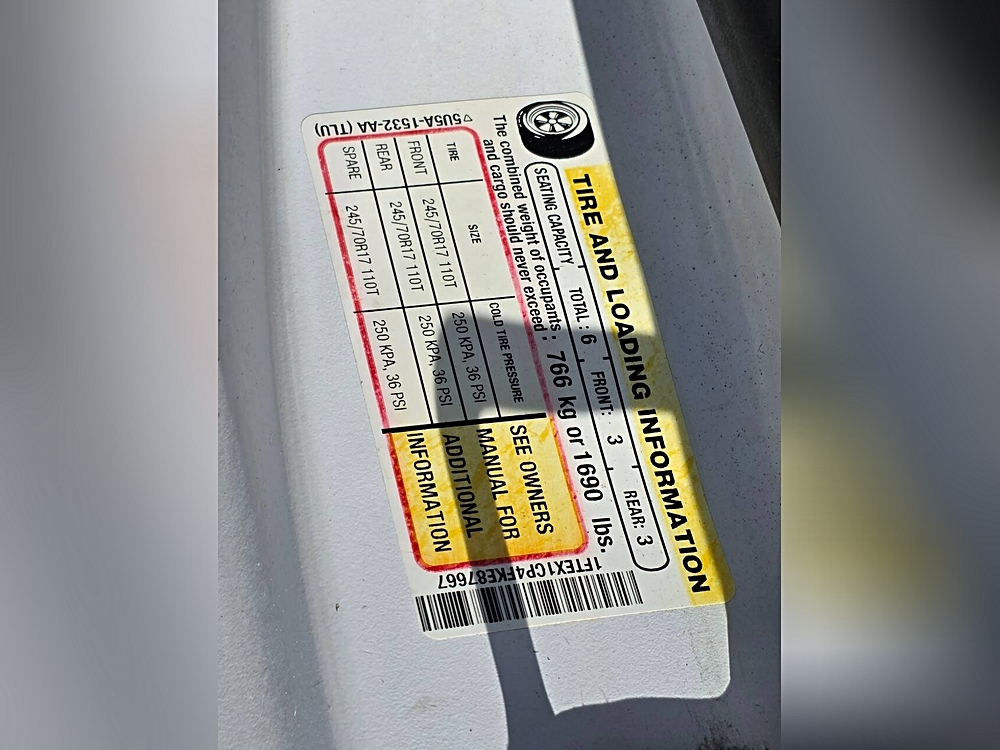 TIRE AND LOADING INFORMATION
SEATING CAPACITY TOTAL: 6 FRONT: 3 REAR: 3
The combined weight of occupants and cargo should never exceed : 766 kg or 1690 lbs.
TIRE SIZE COLD TIRE PRESSURE
FRONT 245/70R17 110T 250 KPA, 36 PSI
REAR 245/70R17 110T 250 KPA, 36 PSI
SPARE 245/70R17 110T 250 KPA, 36 PSI
SEE OWNERS
MANUAL FOR
ADDITIONAL
INFORMATION
5U5A-1532-AA (TLU)
1FTEX1CP4FKE87667